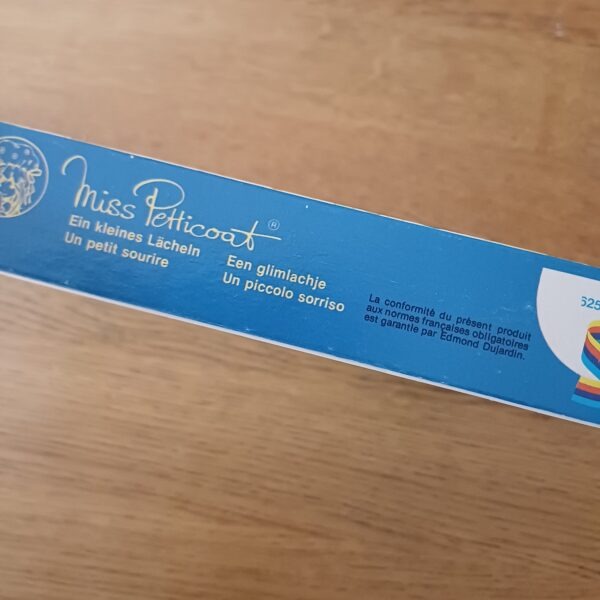 Miss Petticoat ®
Ein kleines Lächeln
Un petit sourire
Een glimlachje
Un piccolo sorriso
La conformité du présent produit
aux normes françaises obligatoires
est garantie par Edmond Dujardin.
625